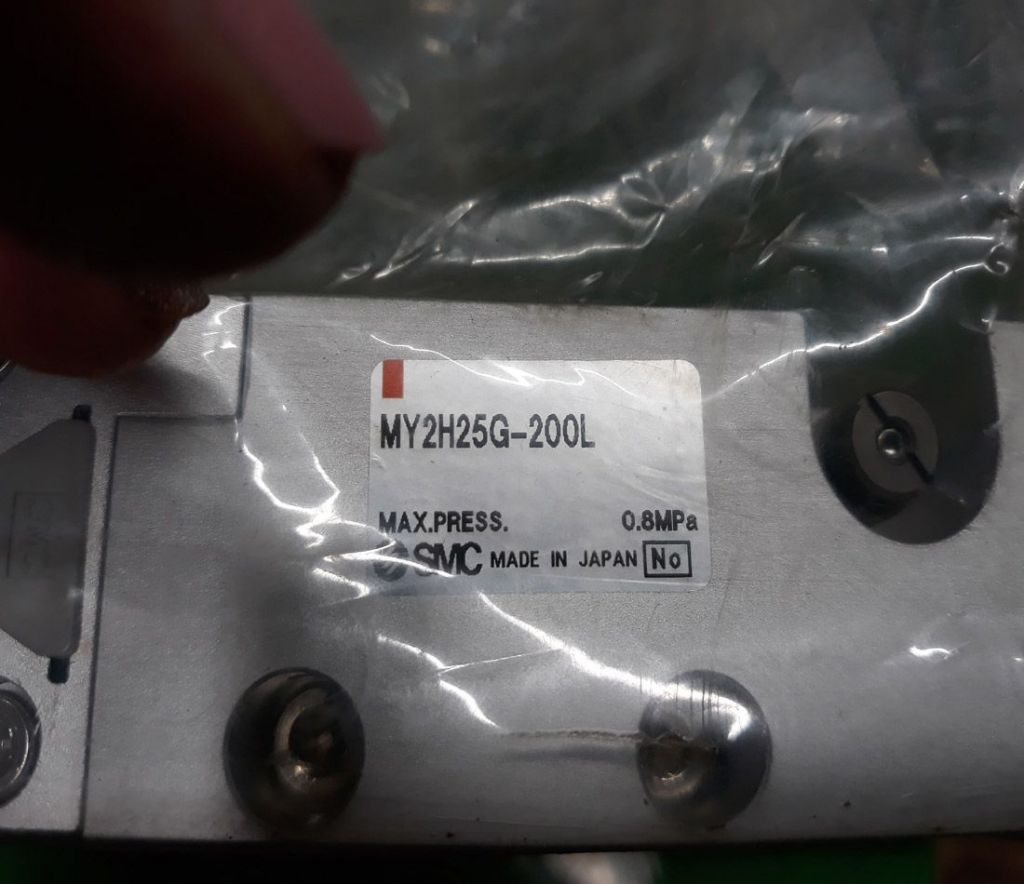 MY2H25G-200L
MAX.PRESS. 0.8MPa
SMC MADE IN JAPAN No